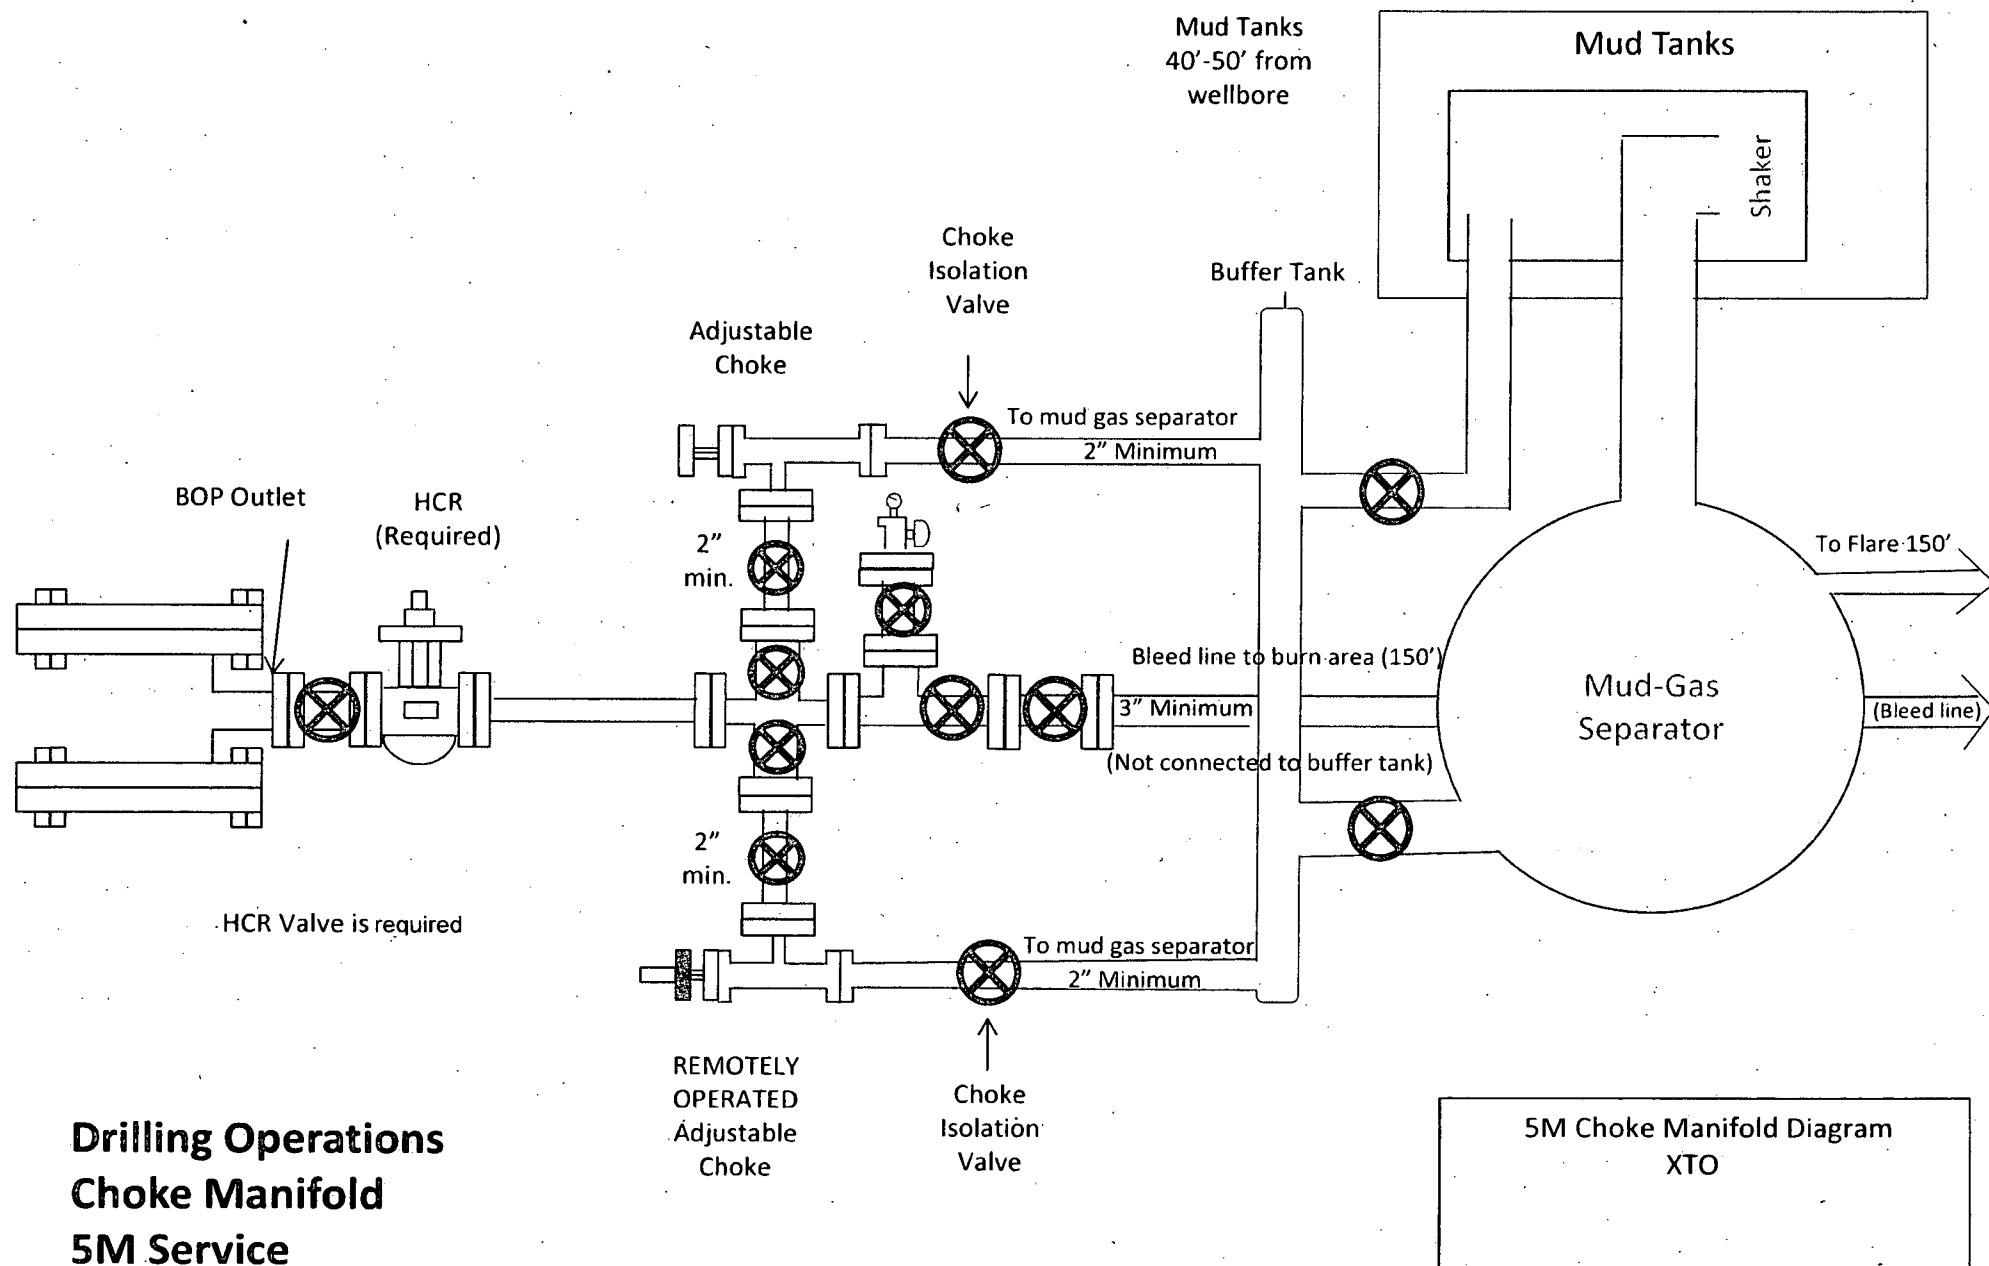 Mud Tanks
40'-50' from
wellbore
Mud Tanks
Shaker
Choke
Isolation
Valve
Buffer Tank
Adjustable
Choke
To mud gas separator
2" Minimum
BOP Outlet
HCR
(Required)
2"
min.
To Flare 150'
Bleed line to burn area (150')
3" Minimum
(Not connected to buffer tank)
Mud-Gas
Separator
(Bleed line)
2"
min.
HCR Valve is required
To mud gas separator
2" Minimum
REMOTELY
OPERATED
Adjustable
Choke
Choke
Isolation
Valve
Drilling Operations
Choke Manifold
5M Service
5M Choke Manifold Diagram
XTO